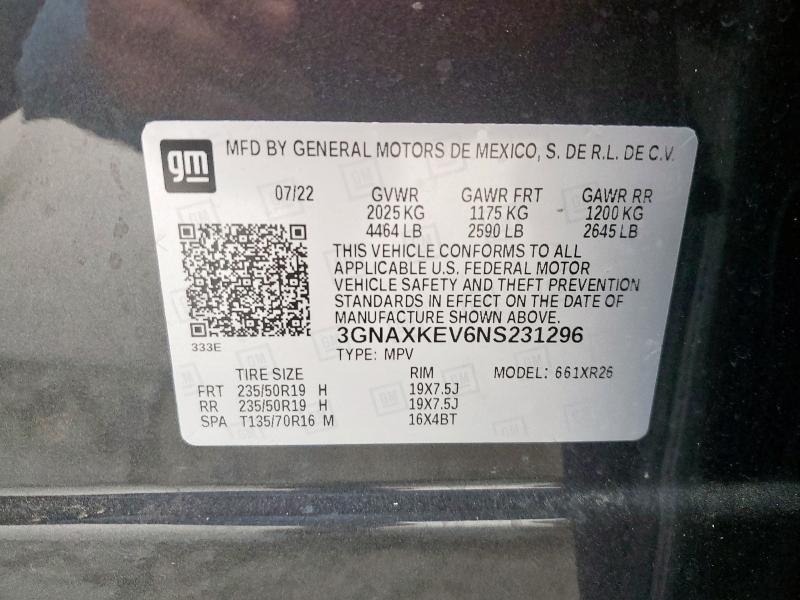 gm MFD BY GENERAL MOTORS DE MEXICO, S. DE R.L. DE C.V.
07/22 GVWR GAWR FRT GAWR RR
2025 KG 1175 KG 1200 KG
4464 LB 2590 LB 2645 LB
THIS VEHICLE CONFORMS TO ALL
APPLICABLE U.S. FEDERAL MOTOR
VEHICLE SAFETY AND THEFT PREVENTION
STANDARDS IN EFFECT ON THE DATE OF
MANUFACTURE SHOWN ABOVE.
333E 3GNAXKEV6NS231296
TYPE: MPV
TIRE SIZE RIM MODEL: 661XR26
FRT 235/50R19 H 19X7.5J
RR 235/50R19 H 19X7.5J
SPA T135/70R16 M 16X4BT